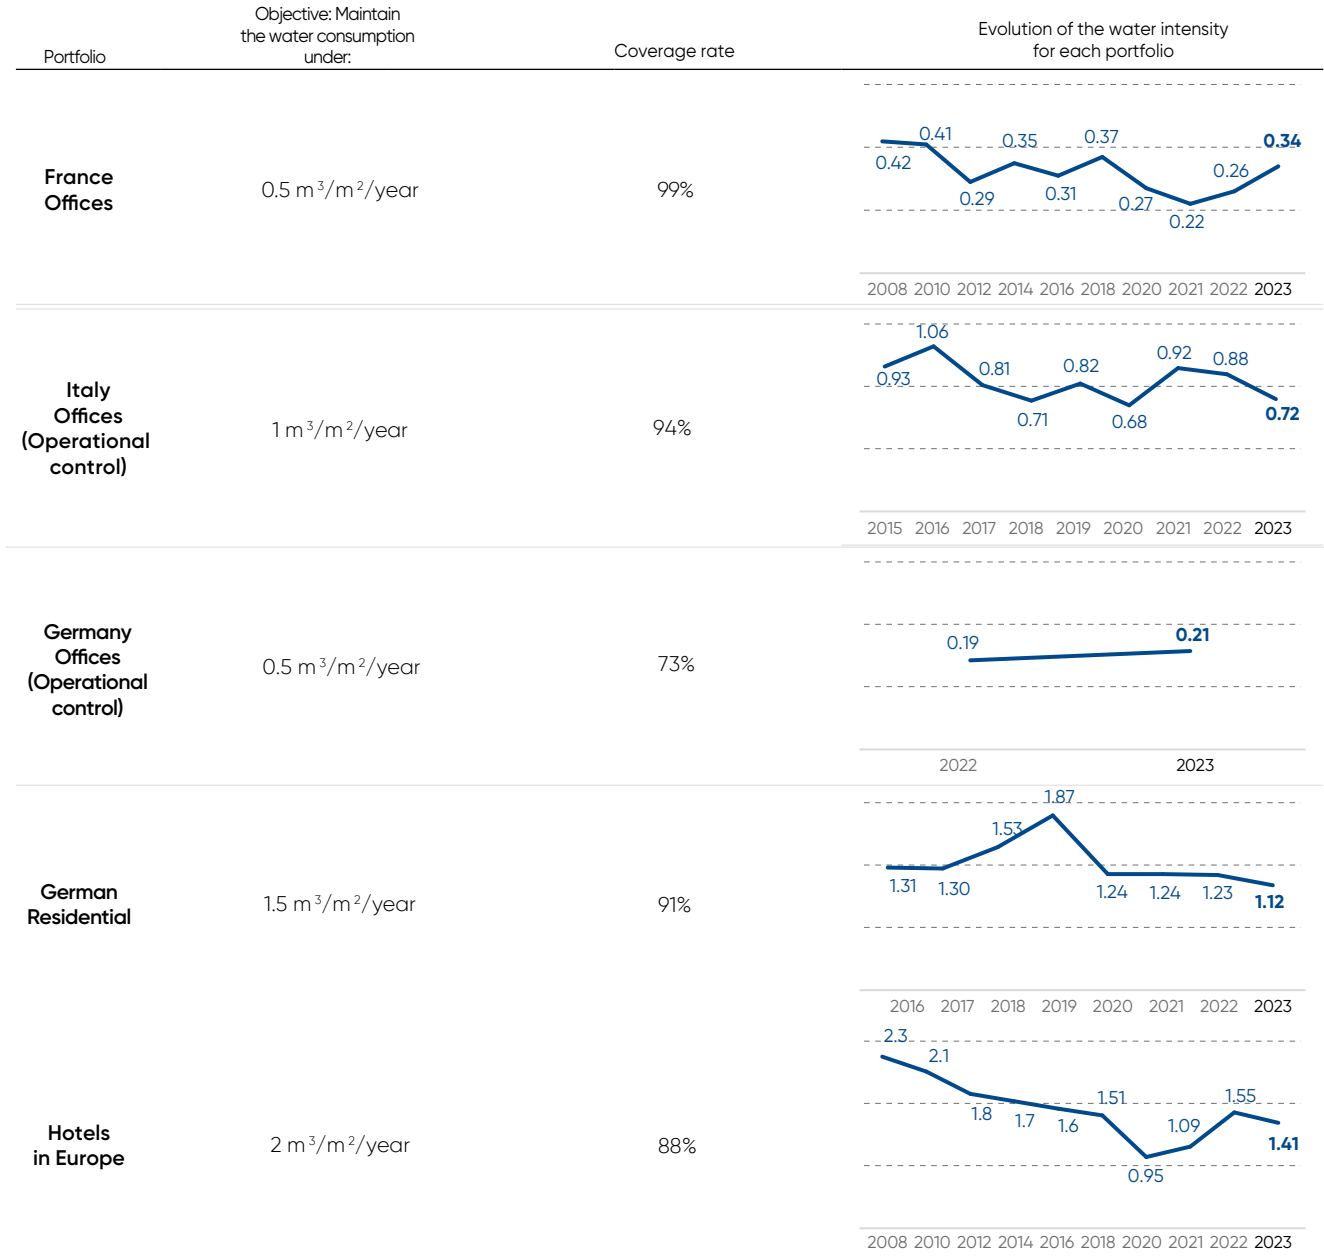 Portfolio
Objective: Maintain
the water consumption
under:
Coverage rate
Evolution of the water intensity
for each portfolio
France
Offices
0.5 m³/m²/year
99%
0.42
0.41
0.29
0.35
0.31
0.37
0.27
0.22
0.26
0.34
2008 2010 2012 2014 2016 2018 2020 2021 2022 2023
Italy
Offices
(Operational
control)
1 m³/m²/year
94%
0.93
1.06
0.81
0.71
0.82
0.68
0.92
0.88
0.72
2015 2016 2017 2018 2019 2020 2021 2022 2023
Germany
Offices
(Operational
control)
0.5 m³/m²/year
73%
0.19
0.21
2022 2023
German
Residential
1.5 m³/m²/year
91%
1.31
1.30
1.53
1.87
1.24
1.24
1.23
1.12
2016 2017 2018 2019 2020 2021 2022 2023
Hotels
in Europe
2 m³/m²/year
88%
2.3
2.1
1.8
1.7
1.6
1.51
0.95
1.09
1.55
1.41
2008 2010 2012 2014 2016 2018 2020 2021 2022 2023